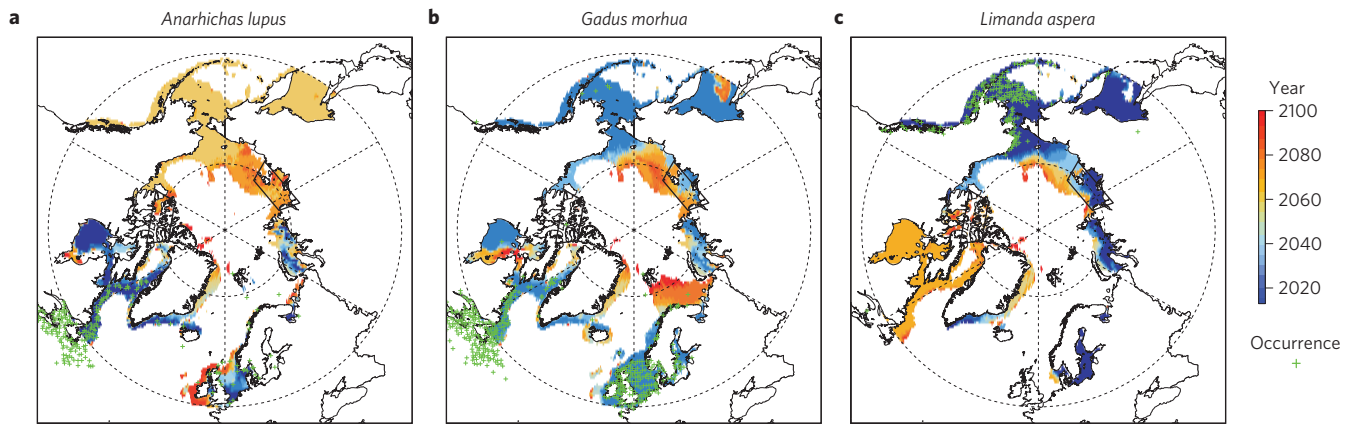 a Anarhichas lupus
b Gadus morhua
c Limanda aspera
Year
2100
2080
2060
2040
2020
Occurrence
+